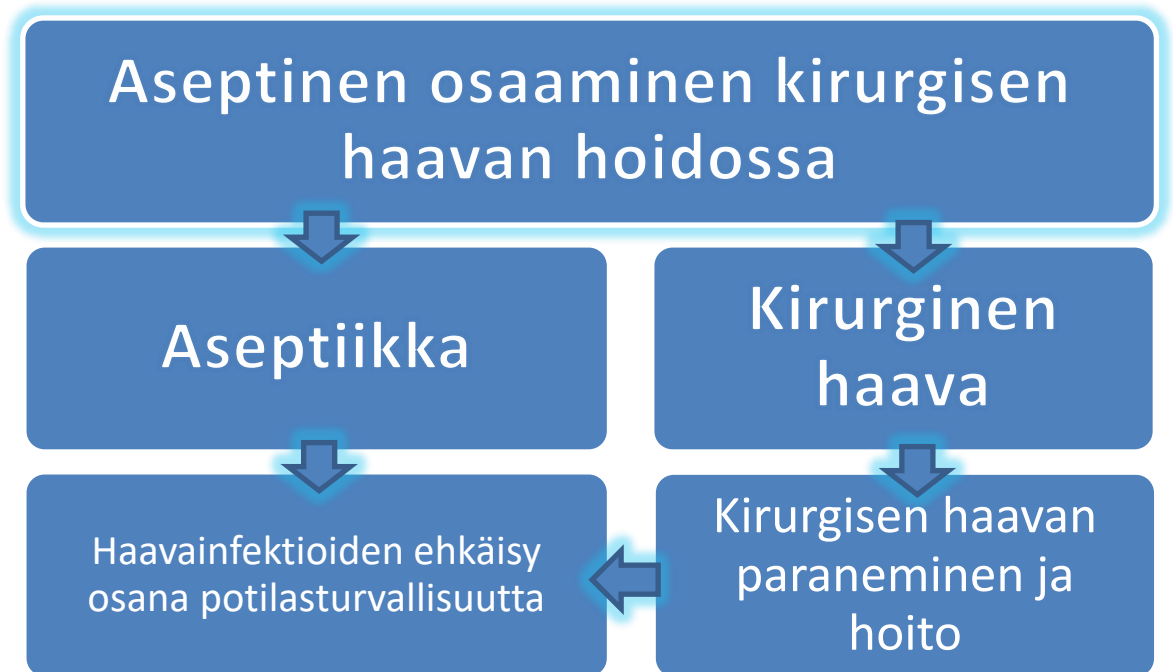 Aseptinen osaaminen kirurgisen
haavan hoidossa
Aseptiikka
Kirurginen
haava
Haavainfektioiden ehkäisy
osana potilasturvallisuutta
Kirurgisen haavan
paraneminen ja
hoito